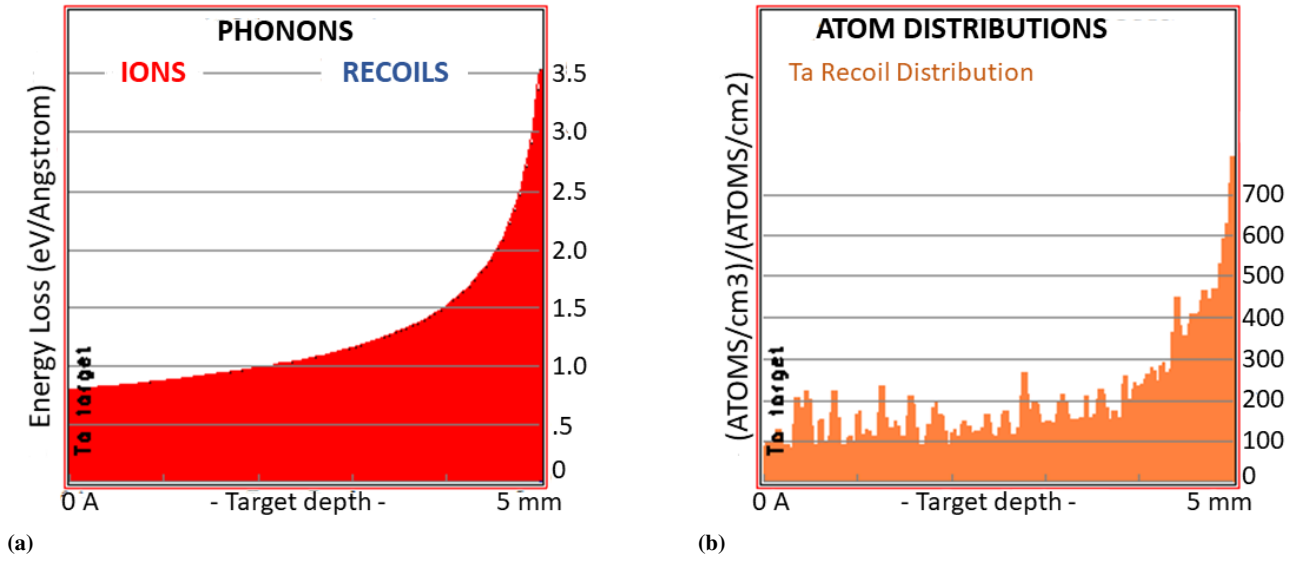 PHONONS
IONS RECOILS
Energy Loss (eV/Angstrom)
3.5
3.0
2.5
2.0
1.5
1.0
.5
0
Ta Target
0 A - Target depth - 5 mm
(a)
ATOM DISTRIBUTIONS
Ta Recoil Distribution
(ATOMS/cm3)/(ATOMS/cm2)
700
600
500
400
300
200
100
0
Ta Target
0 A - Target depth - 5 mm
(b)